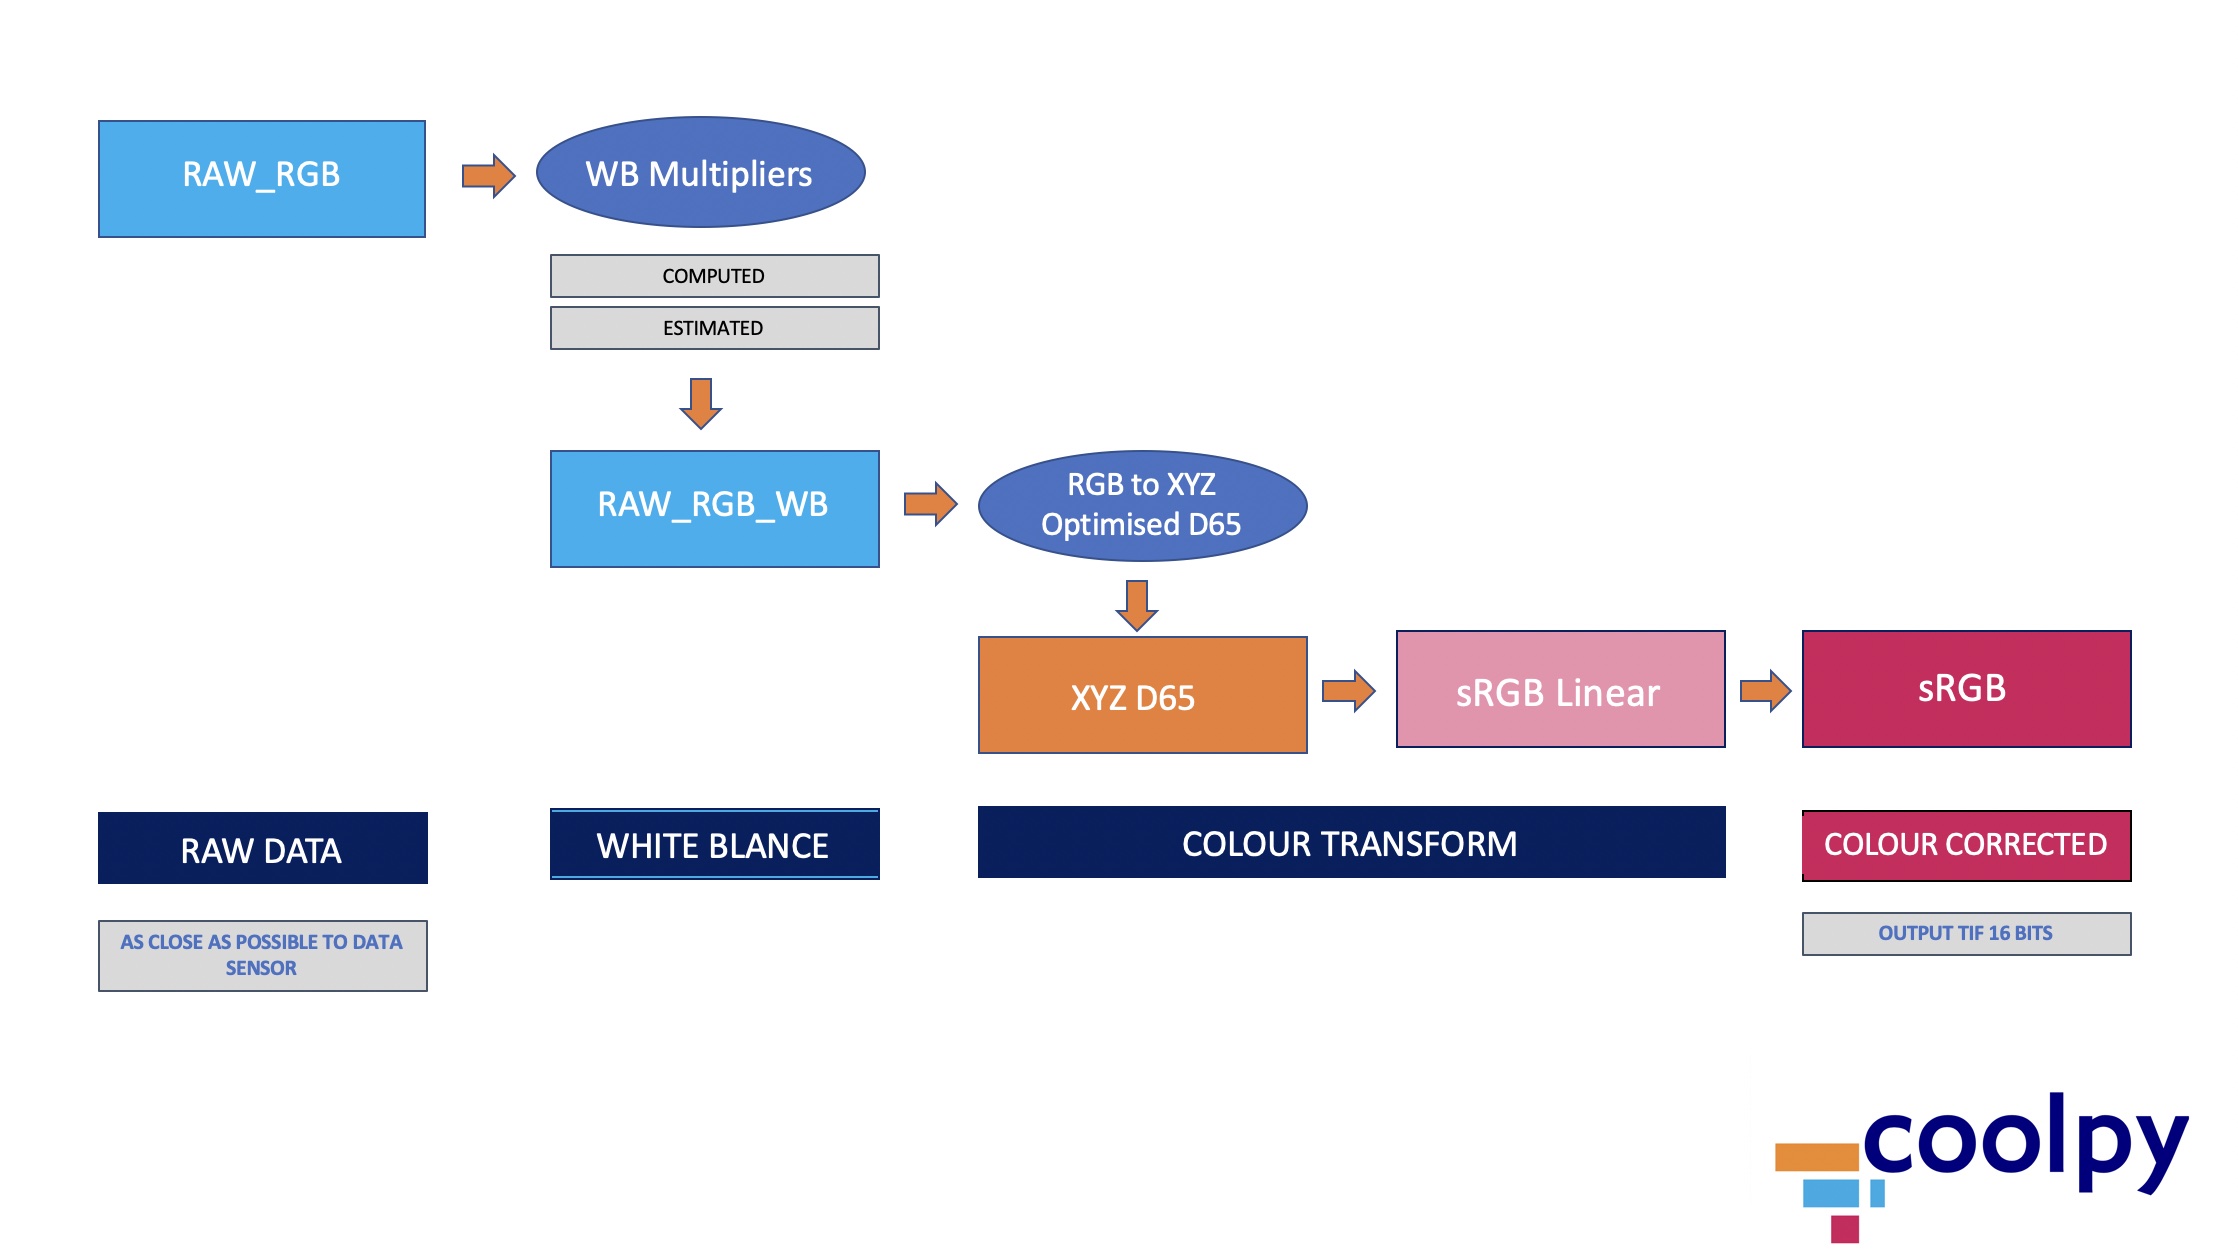 RAW_RGB
WB Multipliers
COMPUTED
ESTIMATED
RAW_RGB_WB
RGB to XYZ
Optimised D65
XYZ D65
sRGB Linear
sRGB
RAW DATA
WHITE BLANCE
COLOUR TRANSFORM
COLOUR CORRECTED
AS CLOSE AS POSSIBLE TO DATA
SENSOR
OUTPUT TIF 16 BITS
coolpy